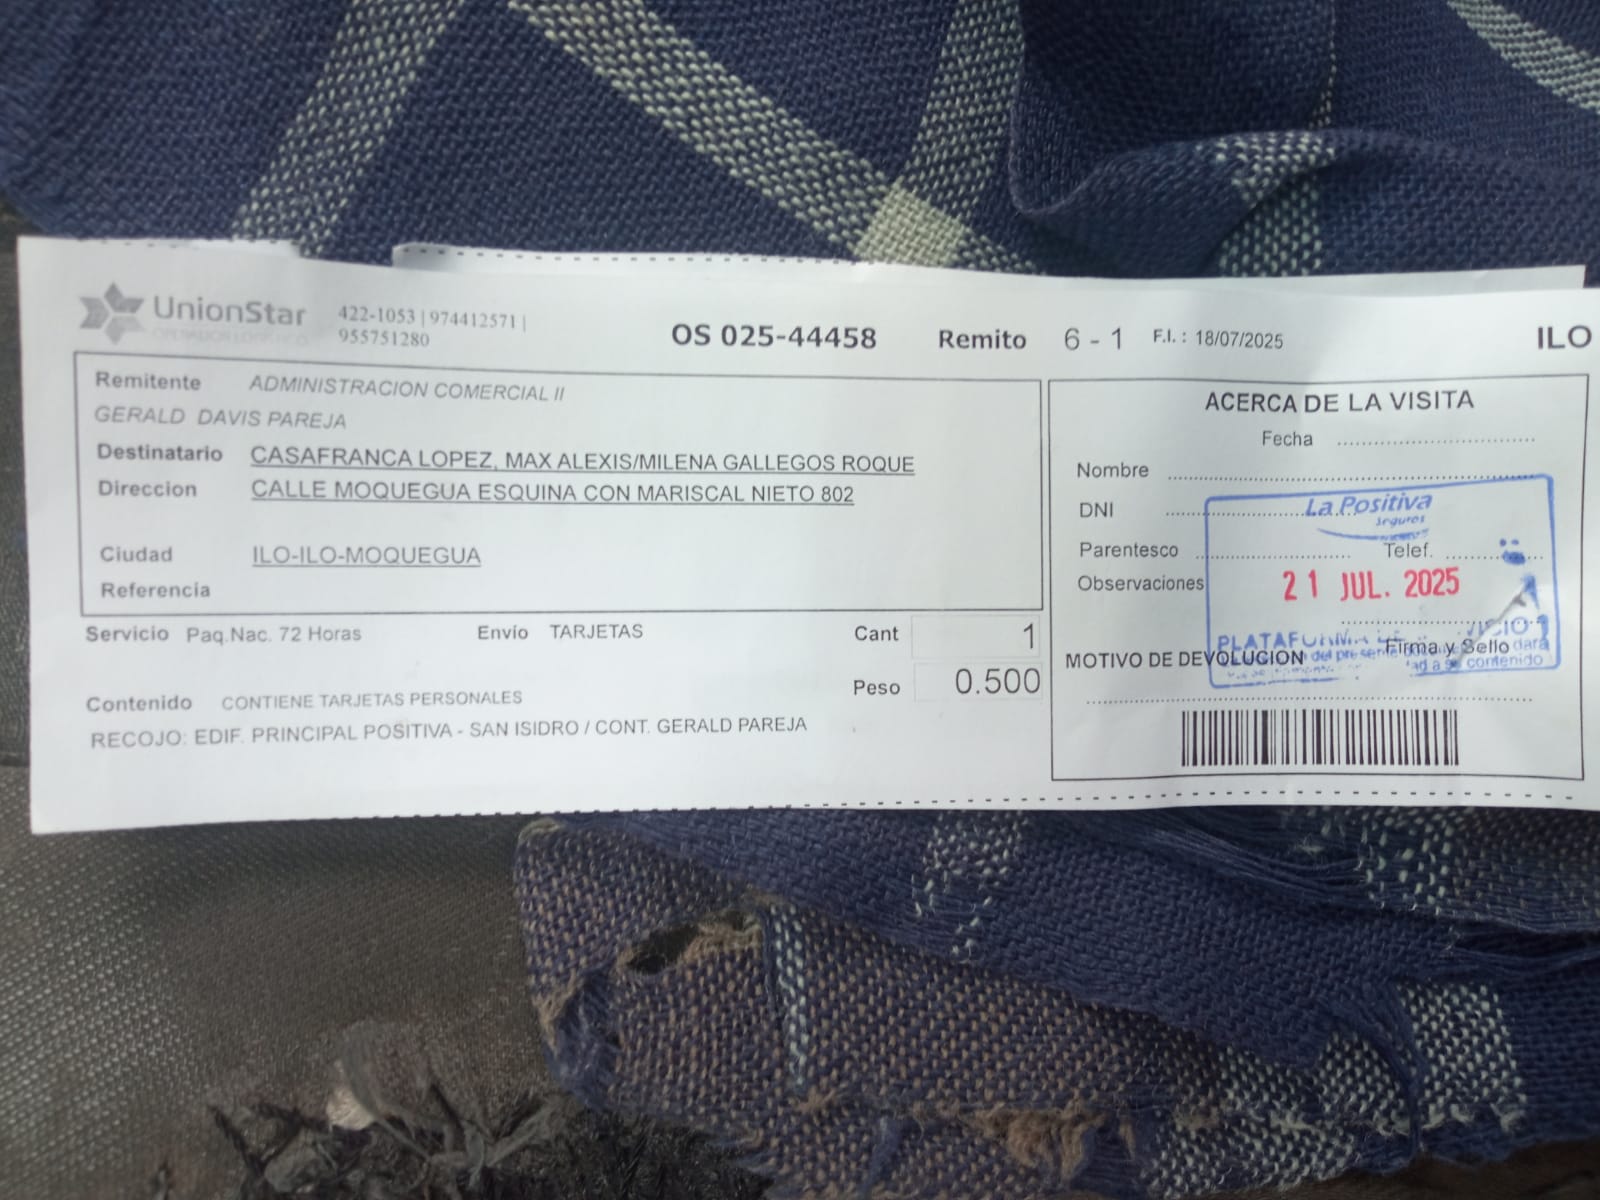 UnionStar
422-1053 | 974412571 |
955751280
OS 025-44458 Remito 6 - 1 F.I. : 18/07/2025 ILO
Remitente ADMINISTRACION COMERCIAL II
GERALD DAVIS PAREJA
Destinatario CASAFRANCA LOPEZ, MAX ALEXIS/MILENA GALLEGOS ROQUE
Direccion CALLE MOQUEGUA ESQUINA CON MARISCAL NIETO 802
Ciudad ILO-ILO-MOQUEGUA
Referencia
Servicio Paq.Nac. 72 Horas Envío TARJETAS Cant 1
Peso 0.500
Contenido CONTIENE TARJETAS PERSONALES
RECOJO: EDIF. PRINCIPAL POSITIVA - SAN ISIDRO / CONT. GERALD PAREJA
ACERCA DE LA VISITA
Fecha
Nombre
DNI
Parentesco Telef.
Observaciones
Firma y Sello
MOTIVO DE DEVOLUCION
La Positiva
Seguros
21 JUL. 2025
contenido